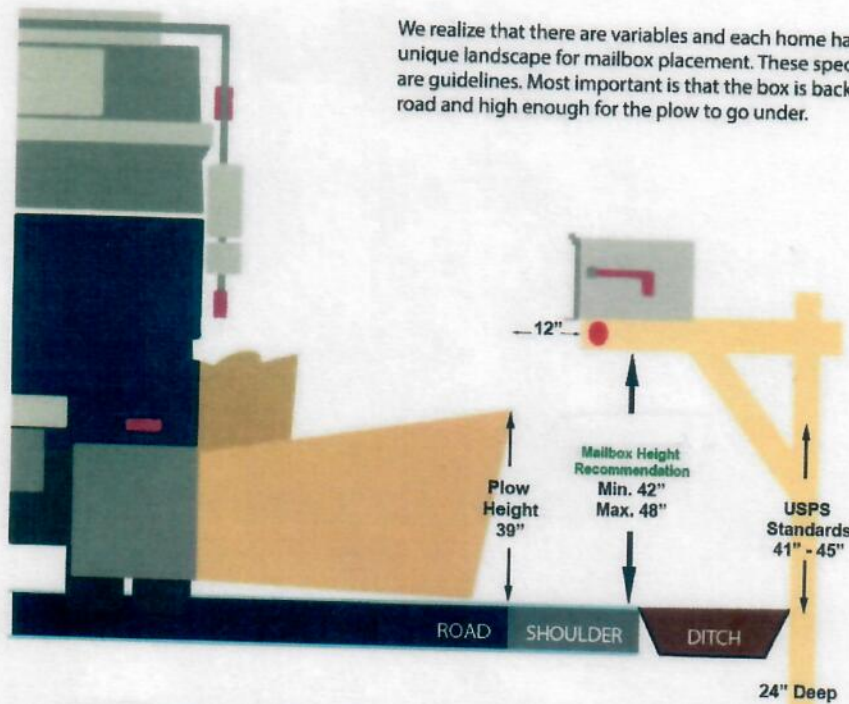 We realize that there are variables and each home ha
unique landscape for mailbox placement. These spec
are guidelines. Most important is that the box is back
road and high enough for the plow to go under.
12"
Mailbox Height
Recommendation
Min. 42"
Max. 48"
Plow
Height
39"
USPS
Standards
41" - 45"
ROAD
SHOULDER
DITCH
24" Deep